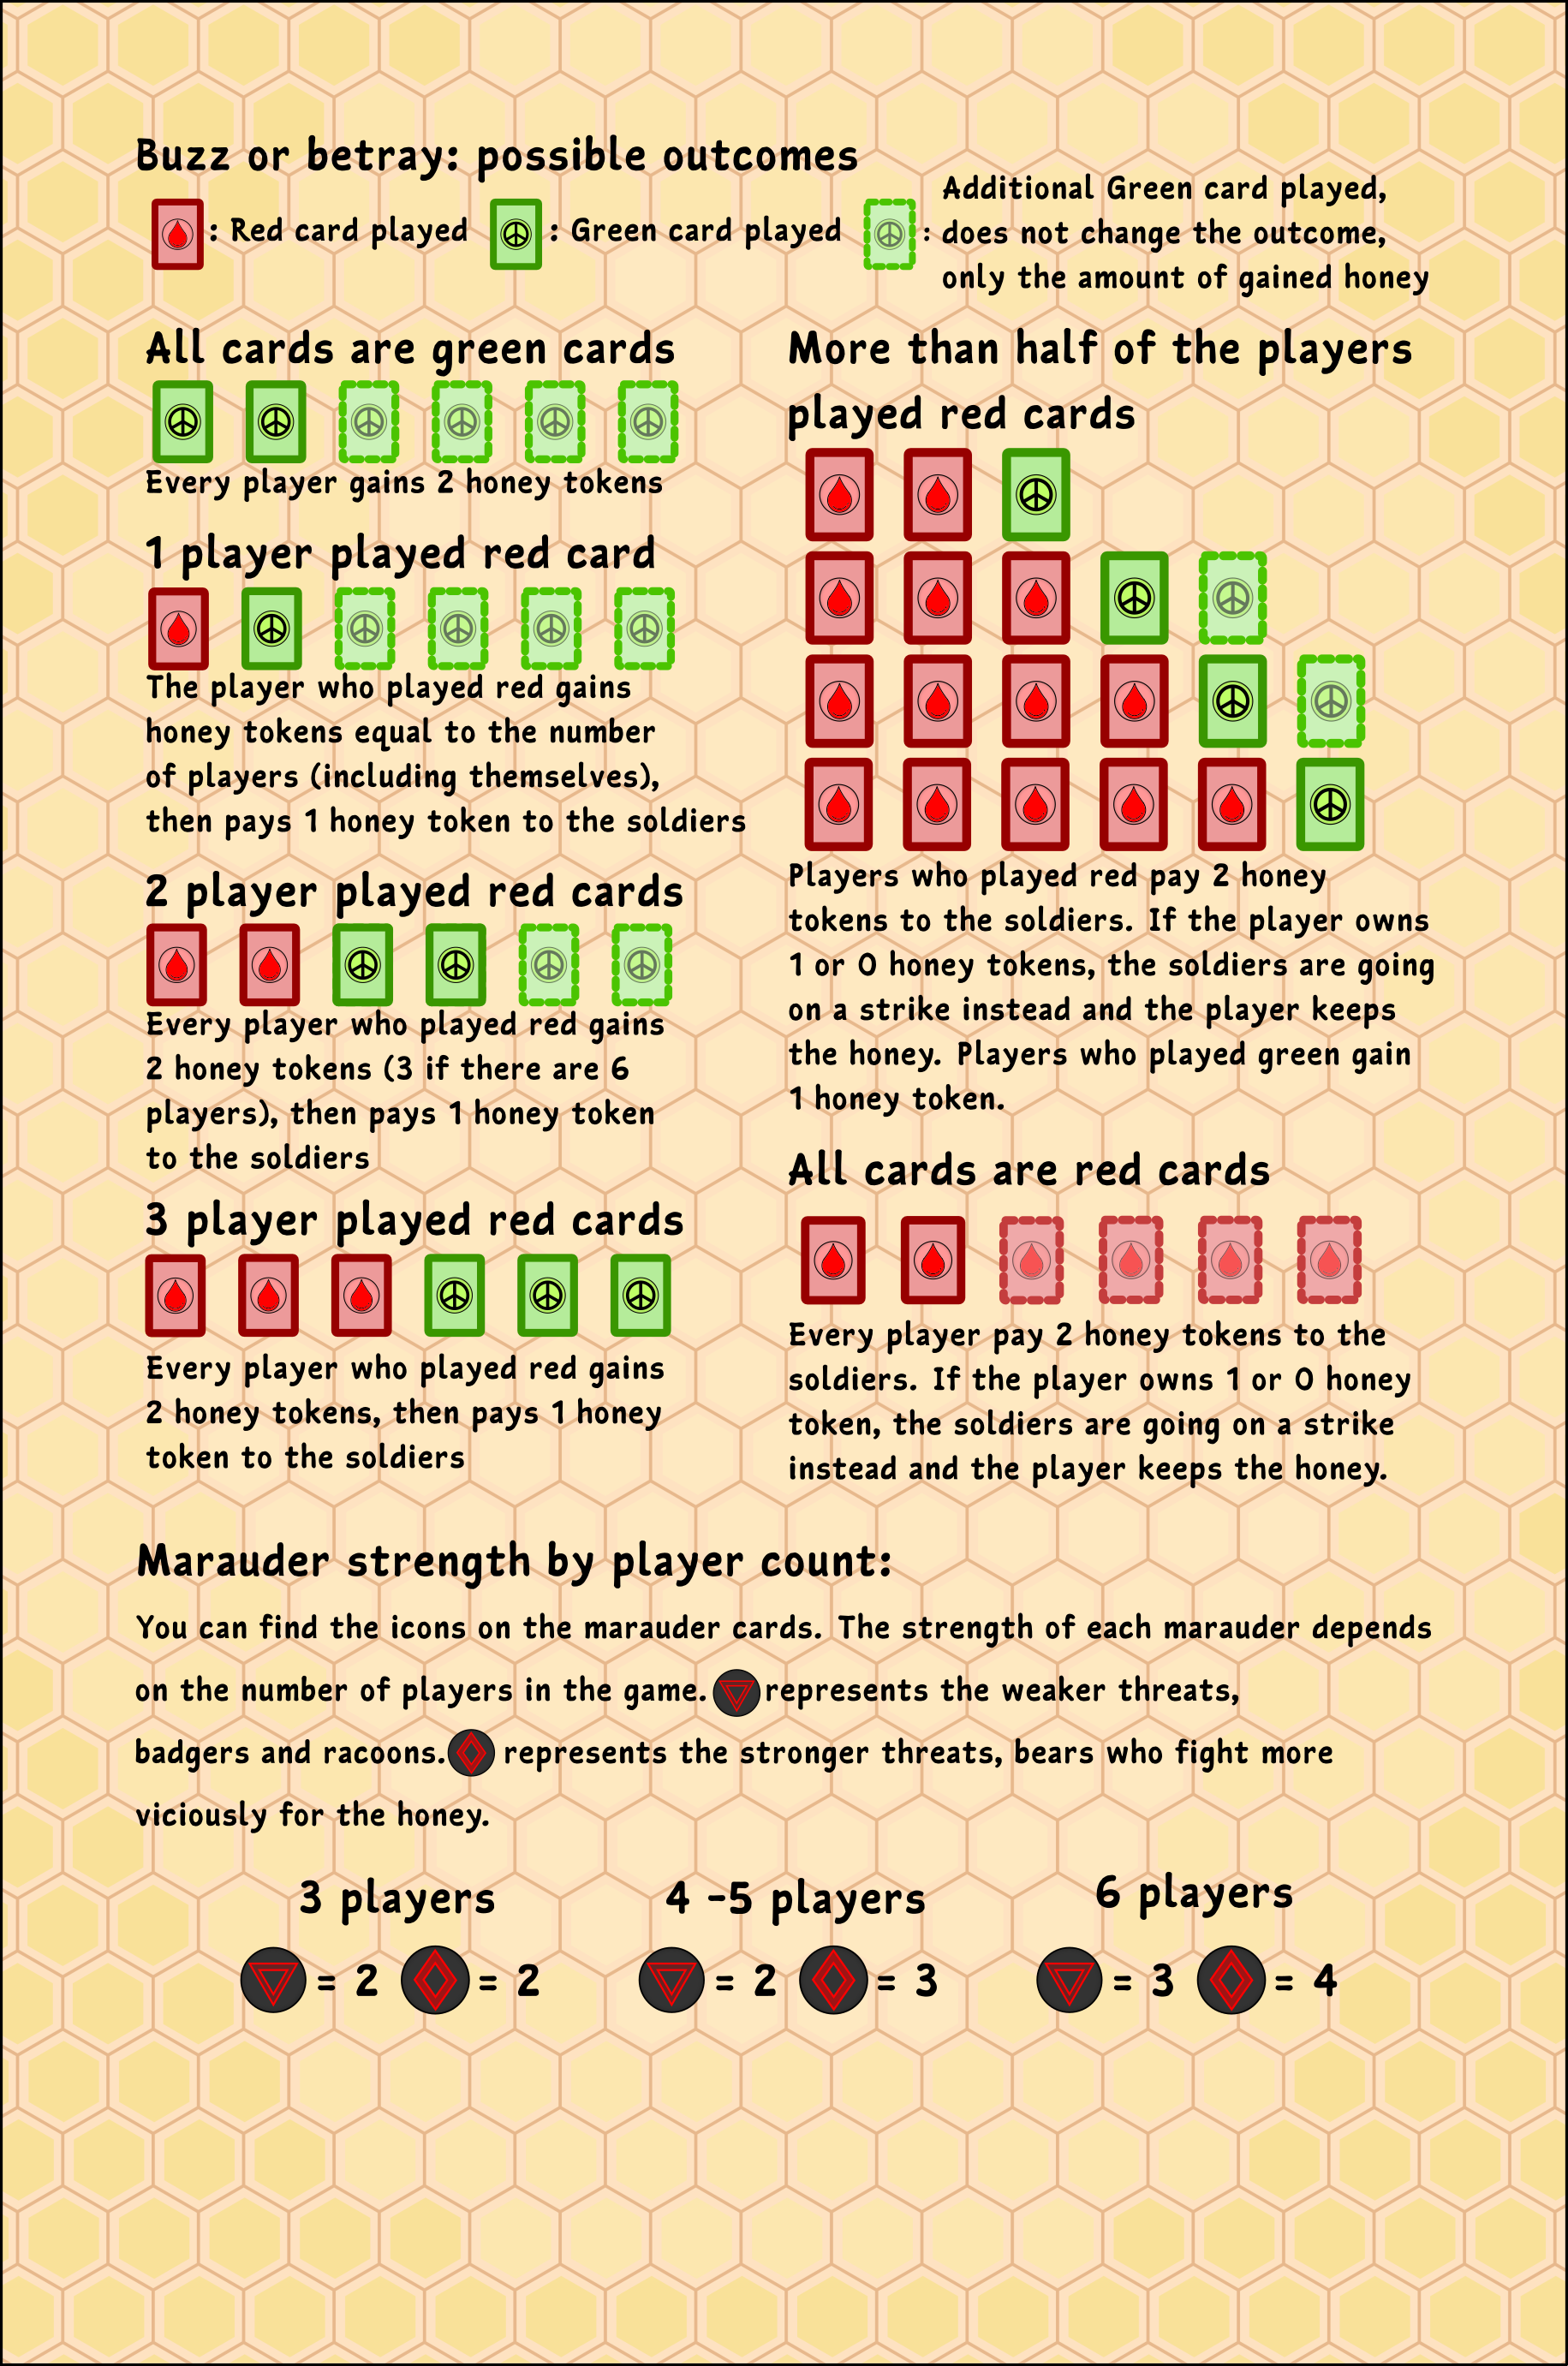 Buzz or betray: possible outcomes
: Red card played
: Green card played
: Additional Green card played,
does not change the outcome,
only the amount of gained honey
All cards are green cards
Every player gains 2 honey tokens
1 player played red card
The player who played red gains
honey tokens equal to the number
of players (including themselves),
then pays 1 honey token to the soldiers
2 player played red cards
Every player who played red gains
2 honey tokens (3 if there are 6
players), then pays 1 honey token
to the soldiers
3 player played red cards
Every player who played red gains
2 honey tokens, then pays 1 honey
token to the soldiers
More than half of the players
played red cards
Players who played red pay 2 honey
tokens to the soldiers. If the player owns
1 or 0 honey tokens, the soldiers are going
on a strike instead and the player keeps
the honey. Players who played green gain
1 honey token.
All cards are red cards
Every player pay 2 honey tokens to the
soldiers. If the player owns 1 or 0 honey
token, the soldiers are going on a strike
instead and the player keeps the honey.
Marauder strength by player count:
You can find the icons on the marauder cards. The strength of each marauder depends
on the number of players in the game. represents the weaker threats,
badgers and racoons. represents the stronger threats, bears who fight more
viciously for the honey.
3 players
= 2 = 2
4 -5 players
= 2 = 3
6 players
= 3 = 4